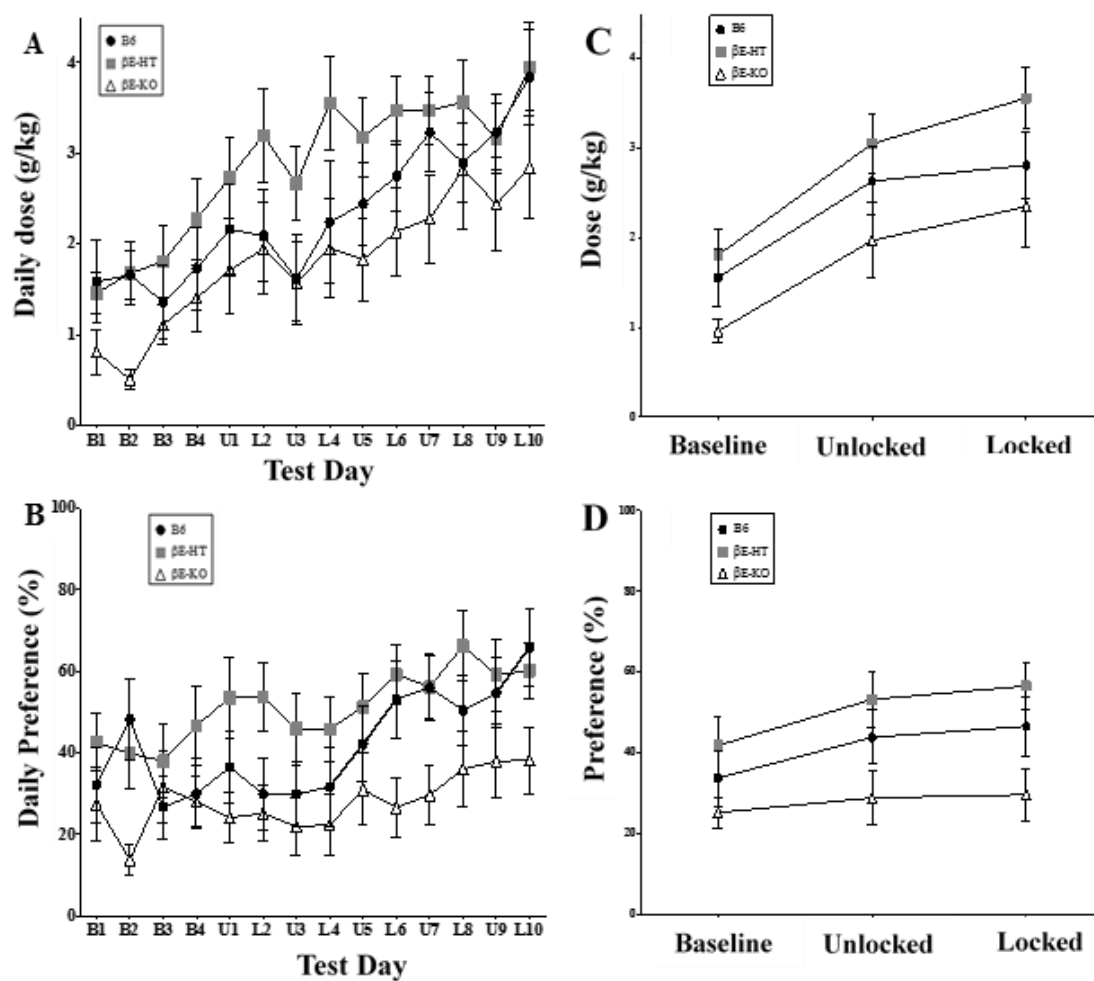 A
B6
βE-HT
βE-KO
Daily dose (g/kg)
4
3
2
1
0
B1 B2 B3 B4 U1 L2 U3 L4 U5 L6 U7 L8 U9 L10
Test Day
C
B6
βE-HT
βE-KO
Dose (g/kg)
4
3
2
1
0
Baseline Unlocked Locked
B
B6
βE-HT
βE-KO
Daily Preference (%)
100
80
60
40
20
0
B1 B2 B3 B4 U1 L2 U3 L4 U5 L6 U7 L8 U9 L10
Test Day
D
B6
βE-HT
βE-KO
Preference (%)
100
80
60
40
20
0
Baseline Unlocked Locked